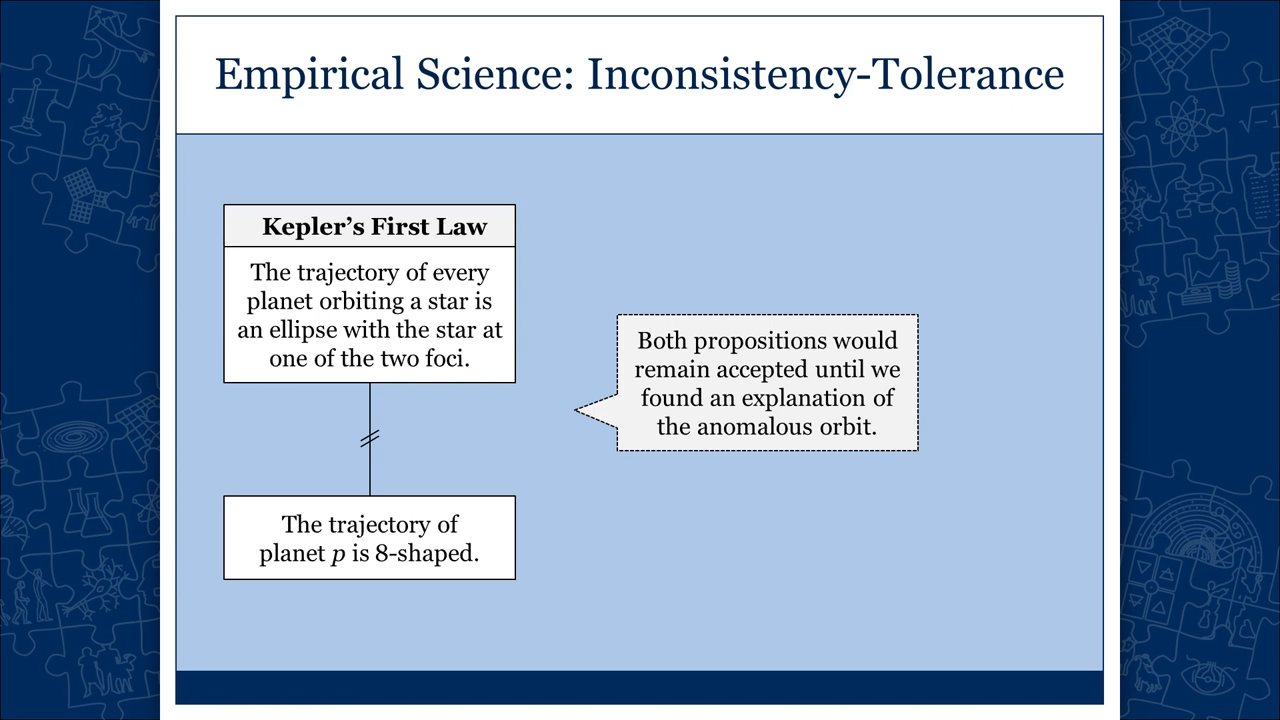 Empirical Science: Inconsistency-Tolerance
Kepler’s First Law
The trajectory of every
planet orbiting a star is
an ellipse with the star at
one of the two foci.
Both propositions would
remain accepted until we
found an explanation of
the anomalous orbit.
The trajectory of
planet p is 8-shaped.
√-1